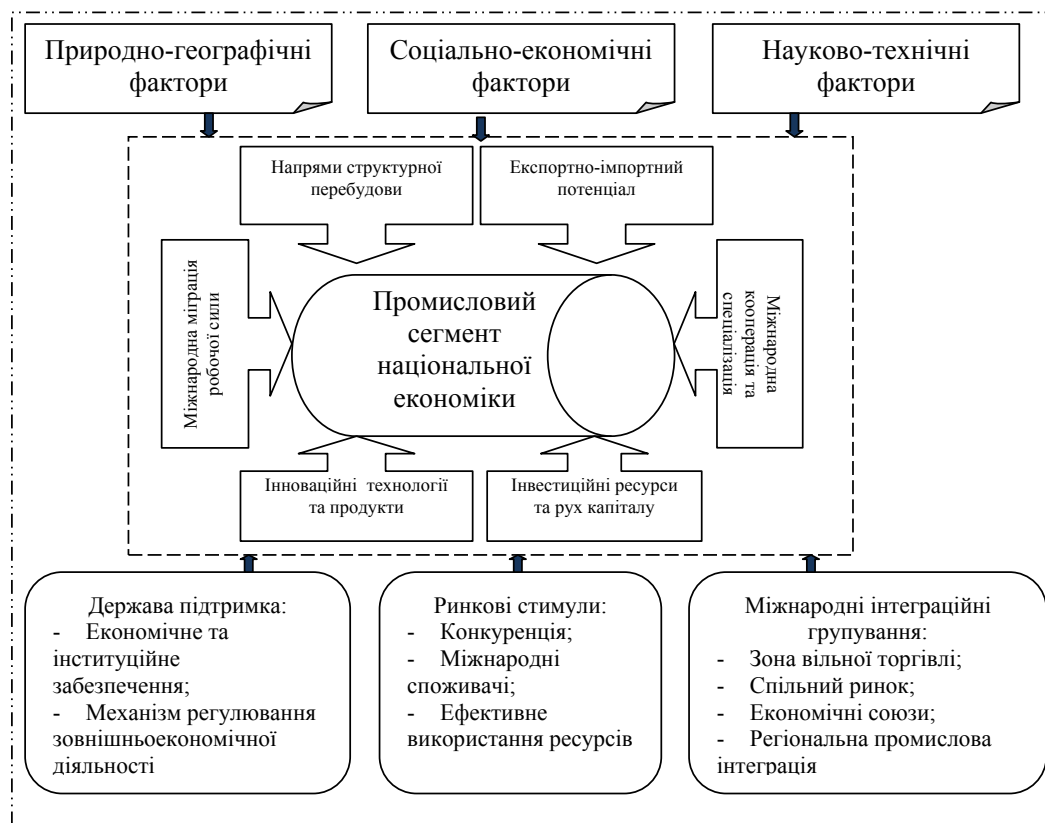 Природно-географічні
фактори
Соціально-економічні
фактори
Науково-технічні
фактори
Напрями структурної
перебудови
Експортно-імпортний
потенціал
Міжнародна міграція
робочої сили
Промисловий
сегмент
національної
економіки
Міжнародна
кооперація та
спеціалізація
Інноваційні технології
та продукти
Інвестиційні ресурси
та рух капіталу
Держава підтримка:
- Економічне та
інституційне
забезпечення;
- Механізм регулювання
зовнішньоекономічної
діяльності
Ринкові стимули:
- Конкуренція;
- Міжнародні
споживачі;
- Ефективне
використання ресурсів
Міжнародні інтеграційні
групування:
- Зона вільної торгівлі;
- Спільний ринок;
- Економічні союзи;
- Регіональна промислова
інтеграція